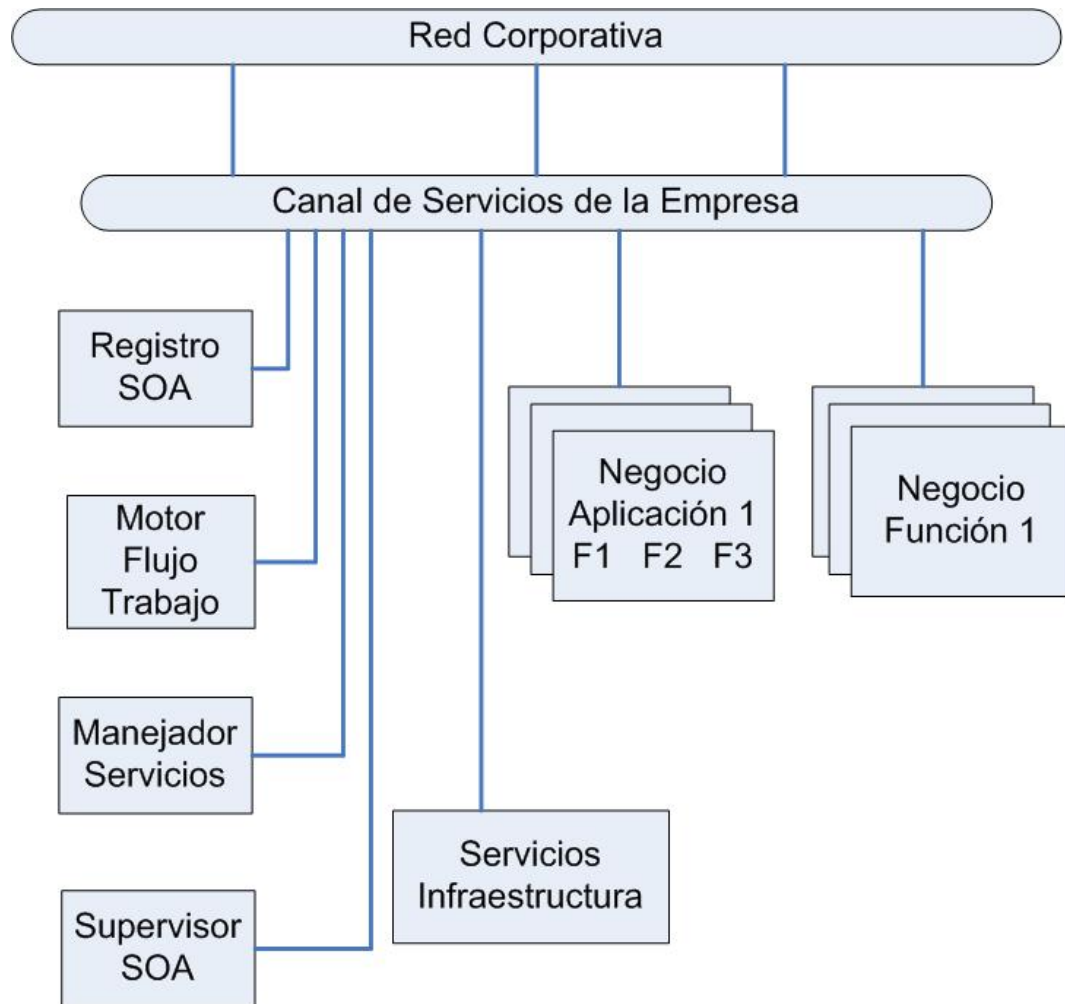 Red Corporativa
Canal de Servicios de la Empresa
Registro
SOA
Motor
Flujo
Trabajo
Manejador
Servicios
Supervisor
SOA
Servicios
Infraestructura
Negocio
Aplicación 1
F1 F2 F3
Negocio
Función 1